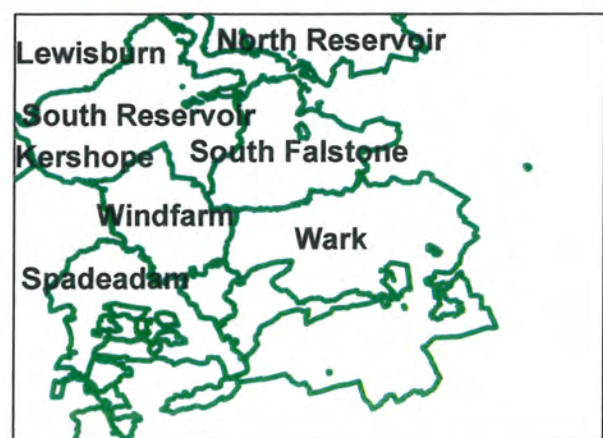 North Reservoir
Lewisburn
South Reservoir
Kershope
South Falstone
Windfarm
Wark
Spadeadam